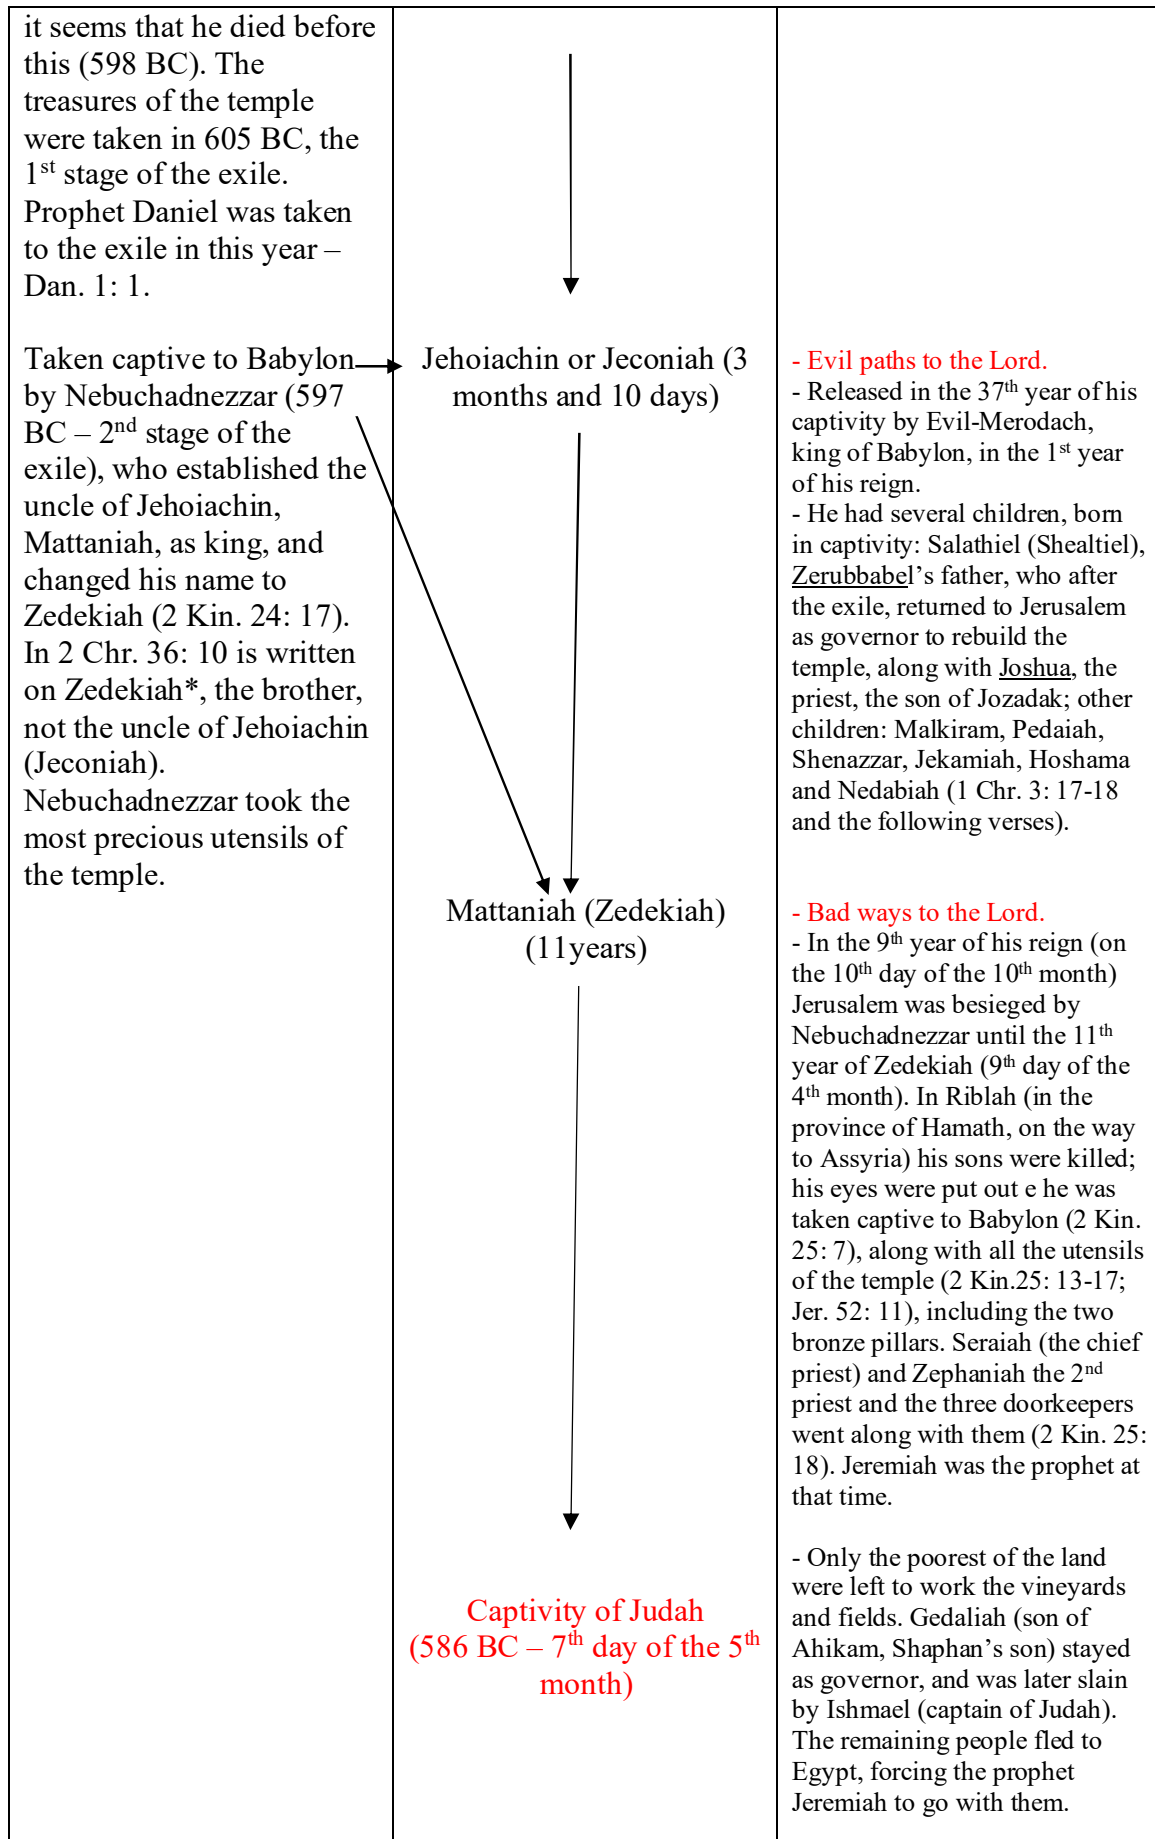 it seems that he died before
this (598 BC). The
treasures of the temple
were taken in 605 BC, the
1st stage of the exile.
Prophet Daniel was taken
to the exile in this year –
Dan. 1: 1.
Taken captive to Babylon
by Nebuchadnezzar (597
BC – 2nd stage of the
exile), who established the
uncle of Jehoiachin,
Mattaniah, as king, and
changed his name to
Zedekiah (2 Kin. 24: 17).
In 2 Chr. 36: 10 is written
on Zedekiah*, the brother,
not the uncle of Jehoiachin
(Jeconiah).
Nebuchadnezzar took the
most precious utensils of
the temple.
Jehoiachin or Jeconiah (3
months and 10 days)
Mattaniah (Zedekiah)
(11years)
Captivity of Judah
(586 BC – 7th day of the 5th
month)
- Evil paths to the Lord.
- Released in the 37th year of his
captivity by Evil-Merodach,
king of Babylon, in the 1st year
of his reign.
- He had several children, born
in captivity: Salathiel (Shealtiel),
Zerubbabel’s father, who after
the exile, returned to Jerusalem
as governor to rebuild the
temple, along with Joshua, the
priest, the son of Jozadak; other
children: Malkiram, Pedaiah,
Shenazzar, Jekamiah, Hoshama
and Nedabiah (1 Chr. 3: 17-18
and the following verses).
- Bad ways to the Lord.
- In the 9th year of his reign (on
the 10th day of the 10th month)
Jerusalem was besieged by
Nebuchadnezzar until the 11th
year of Zedekiah (9th day of the
4th month). In Riblah (in the
province of Hamath, on the way
to Assyria) his sons were killed;
his eyes were put out e he was
taken captive to Babylon (2 Kin.
25: 7), along with all the utensils
of the temple (2 Kin.25: 13-17;
Jer. 52: 11), including the two
bronze pillars. Seraiah (the chief
priest) and Zephaniah the 2nd
priest and the three doorkeepers
went along with them (2 Kin. 25:
18). Jeremiah was the prophet at
that time.
- Only the poorest of the land
were left to work the vineyards
and fields. Gedaliah (son of
Ahikam, Shaphan’s son) stayed
as governor, and was later slain
by Ishmael (captain of Judah).
The remaining people fled to
Egypt, forcing the prophet
Jeremiah to go with them.